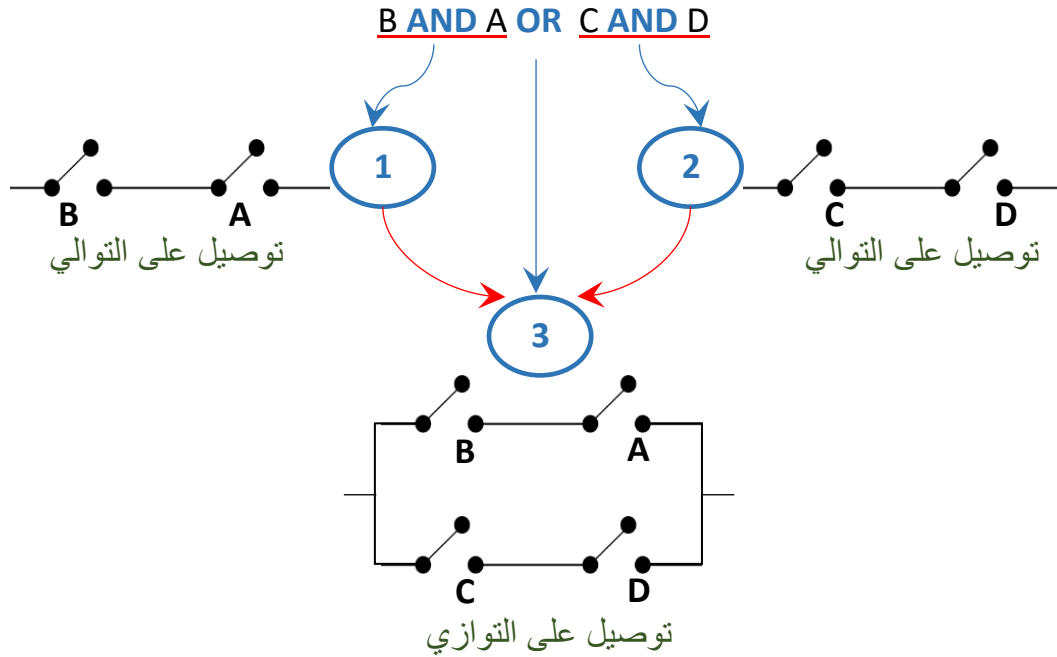 B AND A OR C AND D
1
2
B
A
توصيل على التوالي
C
D
توصيل على التوالي
3
B
A
C
D
توصيل على التوازي